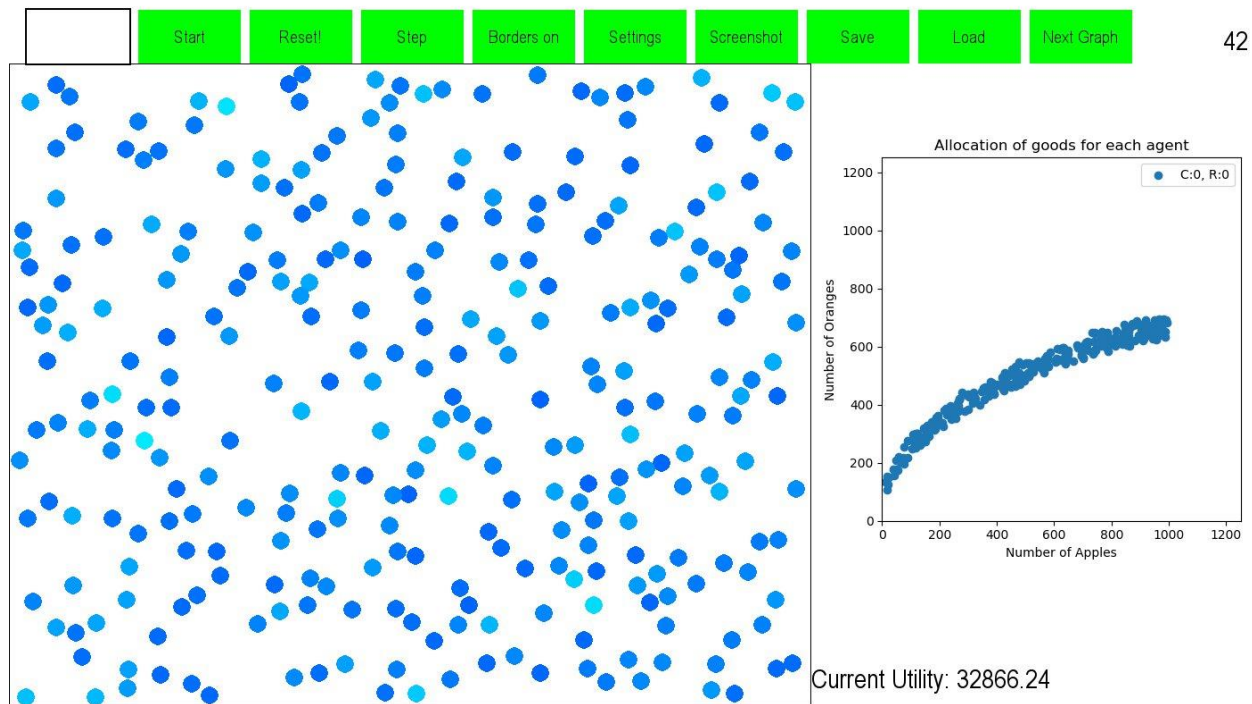 Start
Reset!
Step
Borders on
Settings
Screenshot
Save
Load
Next Graph
42
Allocation of goods for each agent
C:0, R:0
Number of Oranges
1200
1000
800
600
400
200
0
0 200 400 600 800 1000 1200
Number of Apples
Current Utility: 32866.24